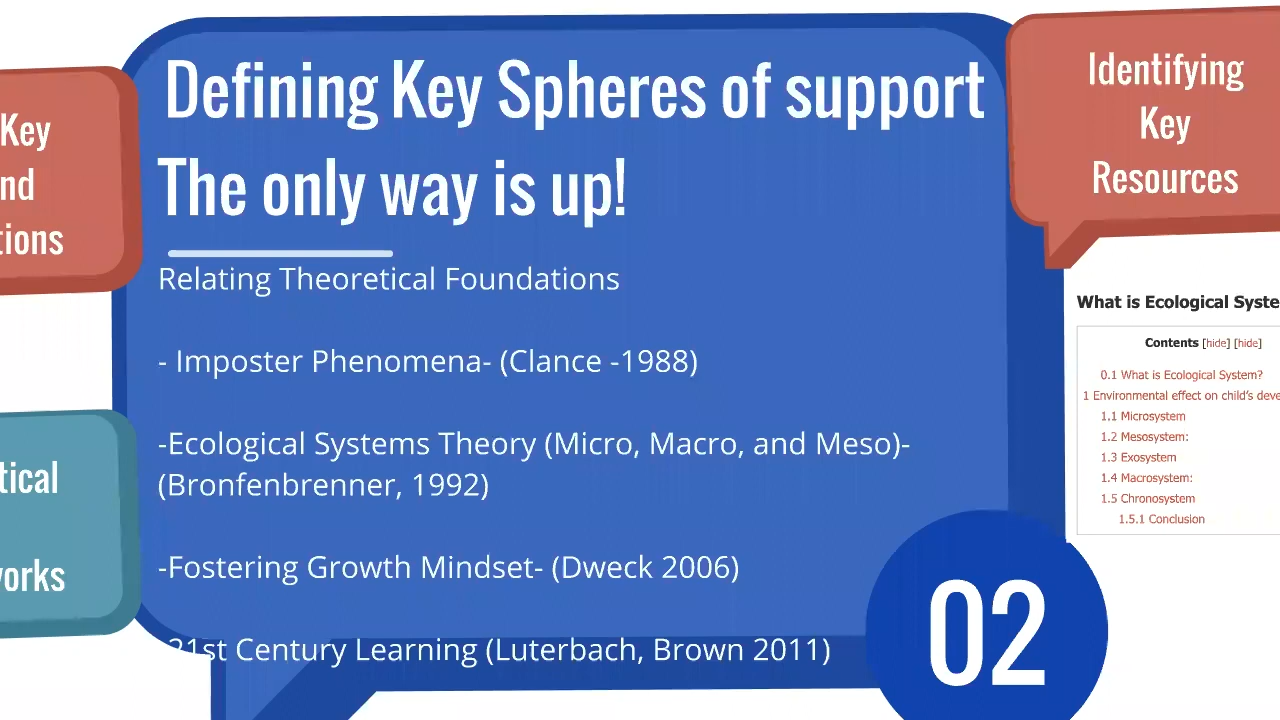 Defining Key Spheres of support
The only way is up!
Relating Theoretical Foundations
- Imposter Phenomena- (Clance -1988)
-Ecological Systems Theory (Micro, Macro, and Meso)-
(Bronfenbrenner, 1992)
-Fostering Growth Mindset- (Dweck 2006)
-21st Century Learning (Luterbach, Brown 2011)
02
Key
nd
tions
tical
works
Identifying
Key
Resources
What is Ecological Syste
Contents [hide] [hide]
0.1 What is Ecological System?
1 Environmental effect on child's deve
1.1 Microsystem
1.2 Mesosystem:
1.3 Exosystem
1.4 Macrosystem:
1.5 Chronosystem
1.5.1 Conclusion